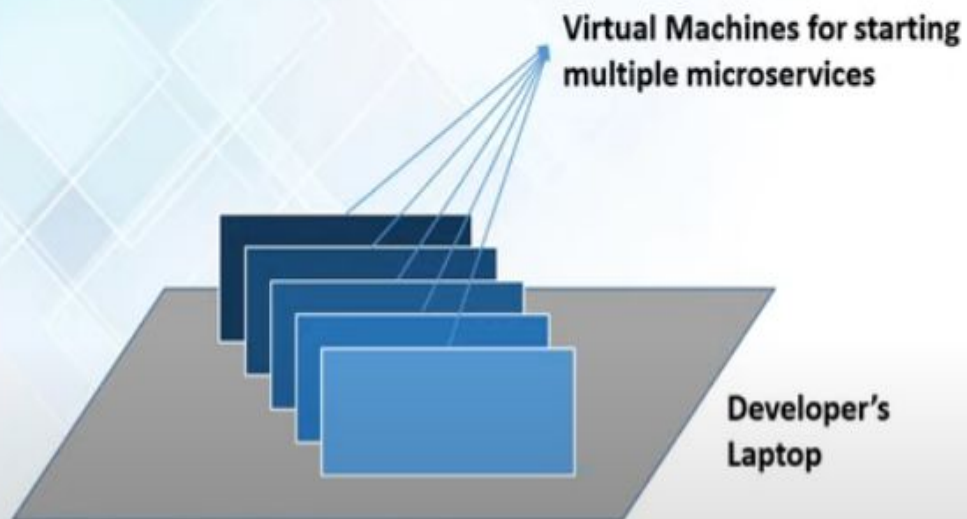 Virtual Machines for starting
multiple microservices
Developer's
Laptop